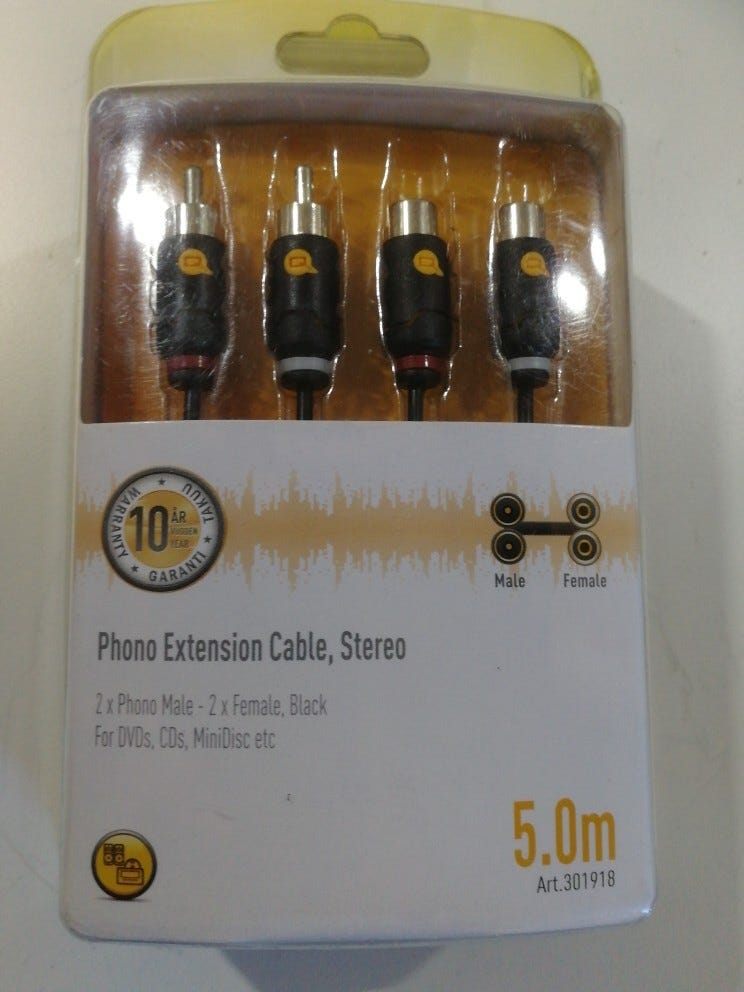 10 ÅR
VUODEN
YEAR
WARRANTY ★ TAKUU ★ GARANTI ★
Male Female
Phono Extension Cable, Stereo
2 x Phono Male - 2 x Female, Black
For DVDs, CDs, MiniDisc etc
5.0m
Art.301918